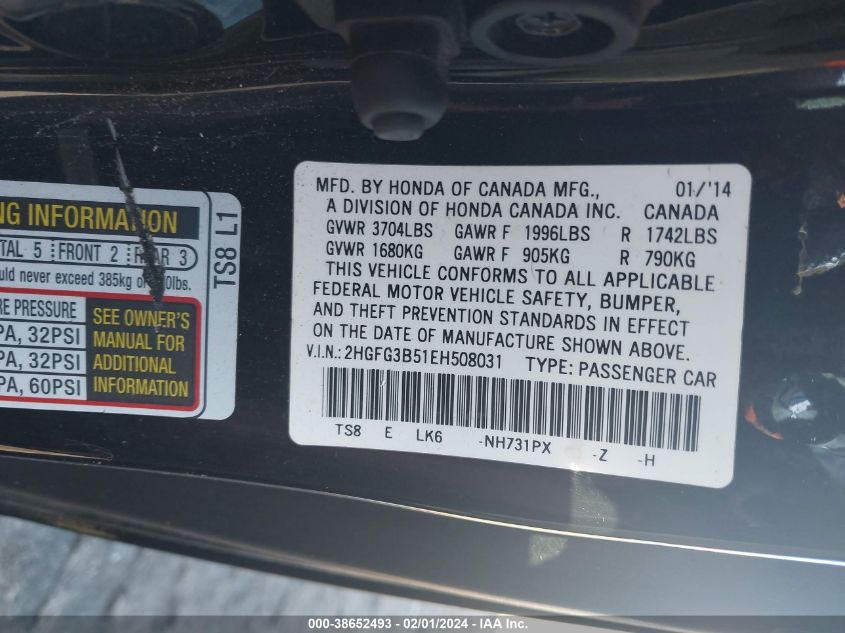 NG INFORMATION
TAL 5 FRONT 2 REAR 3
uld never exceed 385kg or lbs.
RE PRESSURE
PA, 32PSI
PA, 32PSI
PA, 60PSI
SEE OWNER'S
MANUAL FOR
ADDITIONAL
INFORMATION
TS8 L1
MFD. BY HONDA OF CANADA MFG., 01/'14
A DIVISION OF HONDA CANADA INC. CANADA
GVWR 3704LBS GAWR F 1996LBS R 1742LBS
GVWR 1680KG GAWR F 905KG R 790KG
THIS VEHICLE CONFORMS TO ALL APPLICABLE
FEDERAL MOTOR VEHICLE SAFETY, BUMPER,
AND THEFT PREVENTION STANDARDS IN EFFECT
ON THE DATE OF MANUFACTURE SHOWN ABOVE.
V.I.N.: 2HGFG3B51EH508031 TYPE: PASSENGER CAR
TS8 E LK6 -NH731PX -Z -H
000-38652493 - 02/01/2024 - IAA Inc.